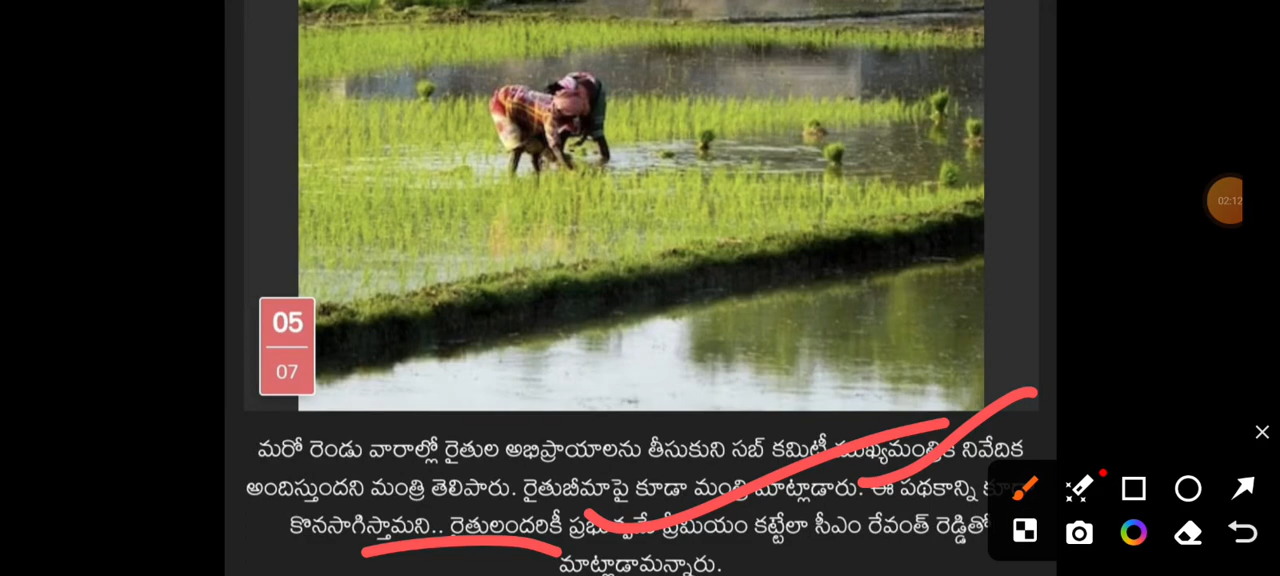 02:12
05
07
మరో రెండు వారాల్లో రైతుల అభిప్రాయాలను తీసుకుని సబ్ కమిటీ ముఖ్యమంత్రికి నివేదిక
అందిస్తుందని మంత్రి తెలిపారు. రైతుబీమాపై కూడా మంత్రి మాట్లాడారు. ఈ పథకాన్ని
కొనసాగిస్తామని.. రైతులందరికీ ప్రభుత్వమే ప్రీమియం కట్టేలా సీఎం రేవంత్ రెడ్డితో
మాట్లాడామన్నారు.